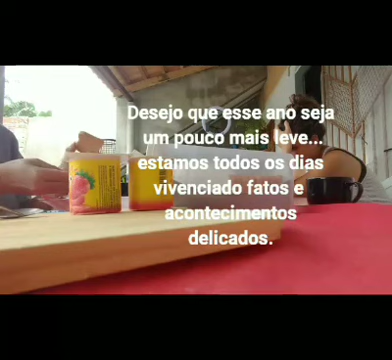 Desejo que esse ano seja
um pouco mais leve...
estamos todos os dias
vivenciado fatos e
acontecimentos
delicados.